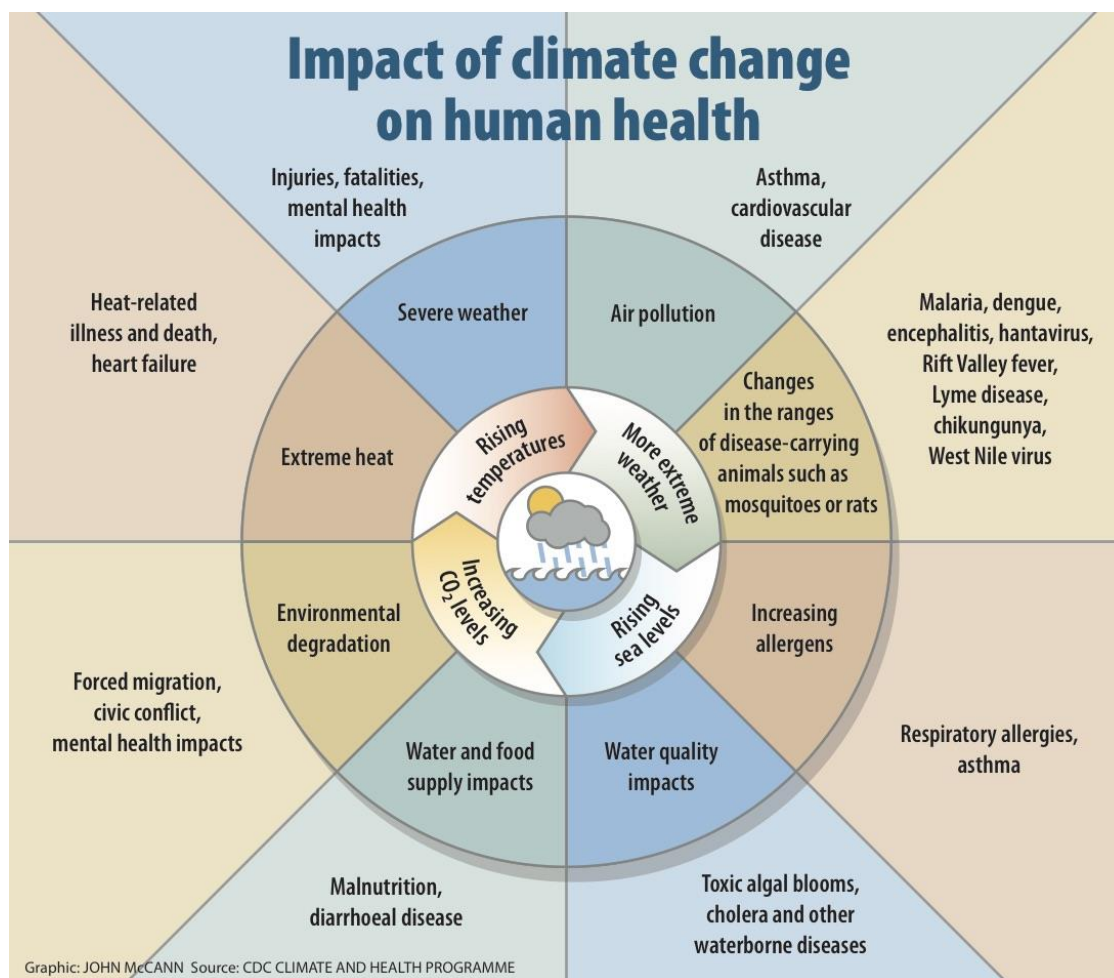 Impact of climate change
on human health
Injuries, fatalities,
mental health
impacts
Asthma,
cardiovascular
disease
Heat-related
illness and death,
heart failure
Severe weather
Air pollution
Malaria, dengue,
encephalitis, hantavirus,
Rift Valley fever,
Lyme disease,
chikungunya,
West Nile virus
Extreme heat
Changes
in the ranges
of disease-carrying
animals such as
mosquitoes or rats
Rising
temperatures
More extreme
weather
Increasing
CO₂ levels
Rising
sea levels
Environmental
degradation
Increasing
allergens
Forced migration,
civic conflict,
mental health impacts
Water and food
supply impacts
Water quality
impacts
Respiratory allergies,
asthma
Malnutrition,
diarrhoeal disease
Toxic algal blooms,
cholera and other
waterborne diseases
Graphic: JOHN McCANN Source: CDC CLIMATE AND HEALTH PROGRAMME